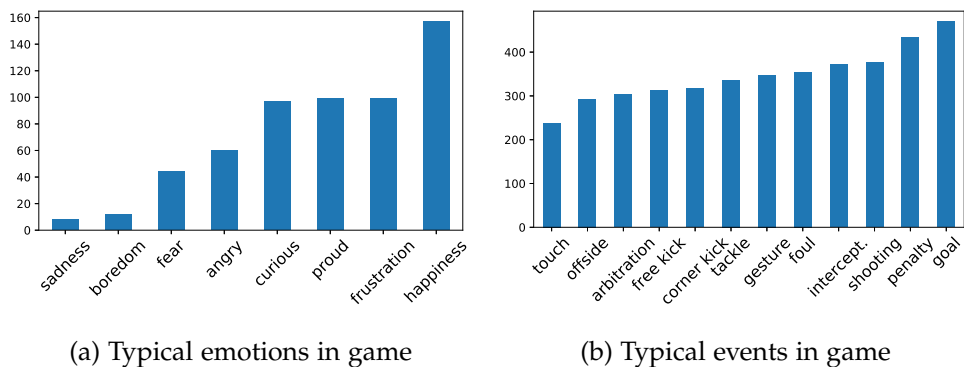 160
140
120
100
80
60
40
20
0
sadness
boredom
fear
angry
curious
proud
frustration
happiness
(a) Typical emotions in game
400
300
200
100
0
touch
offside
arbitration
free kick
corner kick
tackle
gesture
foul
intercept.
shooting
penalty
goal
(b) Typical events in game